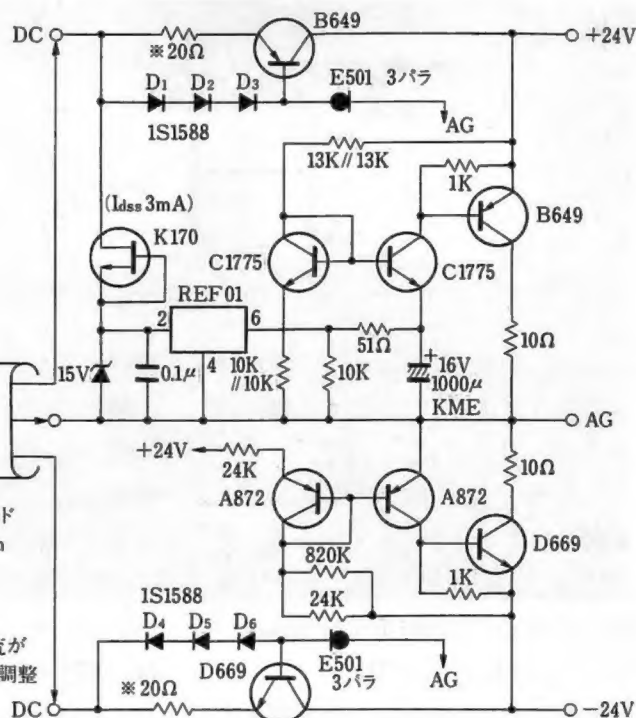 DC
※20Ω
B649
+24V
D1 D2 D3
E501 3パラ
1S1588
AG
13K//13K
1K
(Idss 3mA)
K170
B649
C1775
C1775
REF01
2
6
4
51Ω
10Ω
15V
0.1μ
10K
//10K
10K
+
16V
1000μ
KME
AG
+24V
24K
10Ω
A872
A872
ド
D669
820K
1K
24K
1S1588
D4 D5 D6
E501
3パラ
D669
AG
気が
調整
※20Ω
DC
-24V